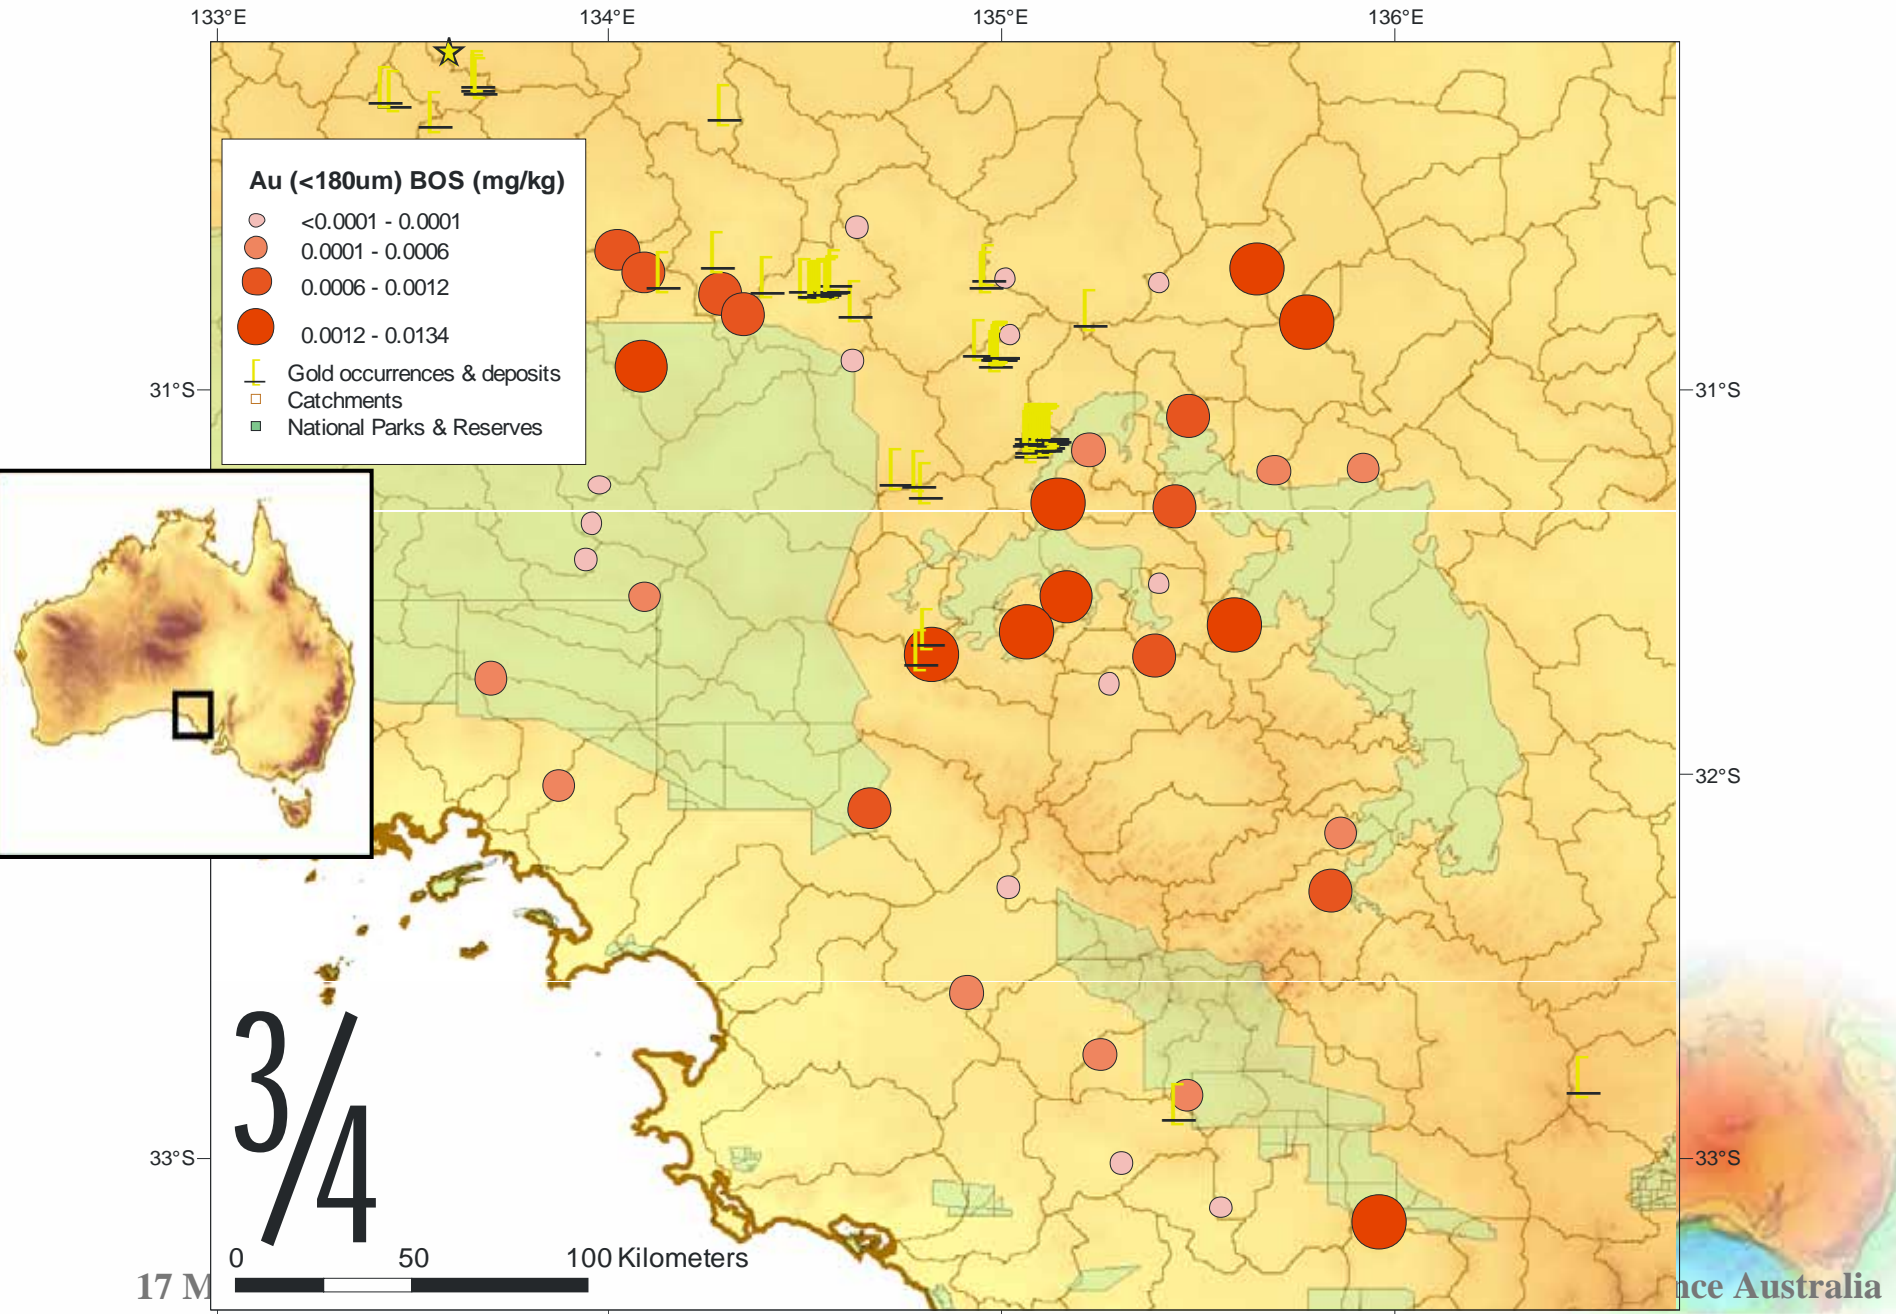 133°E 134°E 135°E 136°E
Au (<180um) BOS (mg/kg)
<0.0001 - 0.0001
0.0001 - 0.0006
0.0006 - 0.0012
0.0012 - 0.0134
Gold occurrences & deposits
Catchments
National Parks & Reserves
31°S 31°S
32°S
3/4
33°S 33°S
0 50 100 Kilometers
17 M nce Australia